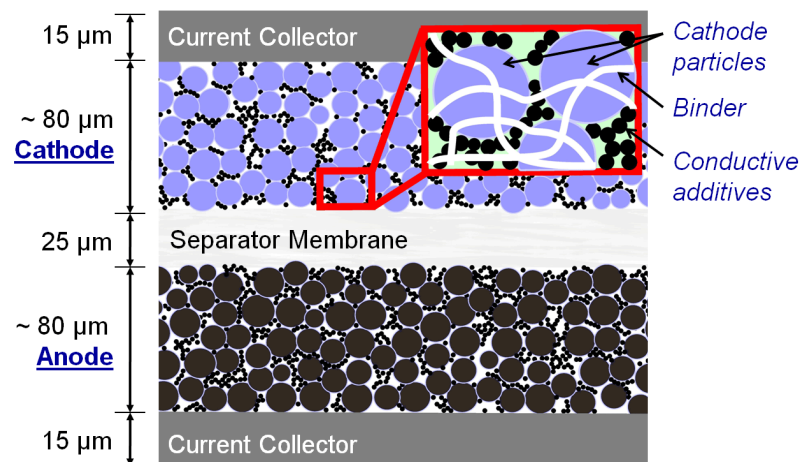 15 µm
Current Collector
Cathode
particles
~ 80 µm
Cathode
Binder
Conductive
additives
25 µm
Separator Membrane
~ 80 µm
Anode
15 µm
Current Collector